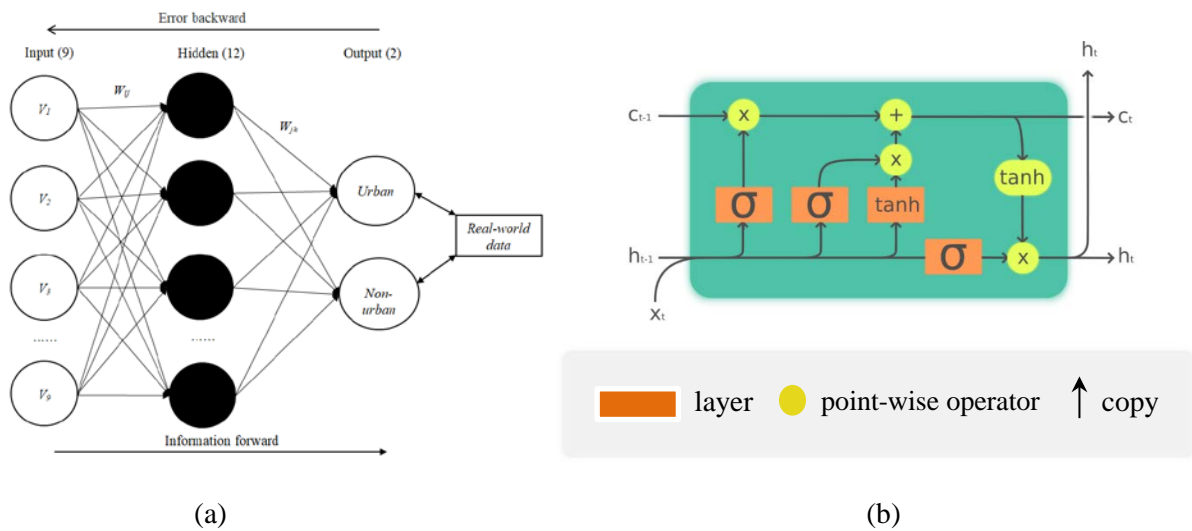 Error backward
Input (9) Hidden (12) Output (2)
V1
Wij
V2
V3
......
V9
......
Wjk
Urban
Non-
urban
Real-world
data
Information forward
(a)
ht
Ct-1 x + Ct
x
tanh
σ σ tanh
ht-1 σ x ht
Xt
layer point-wise operator copy
(b)